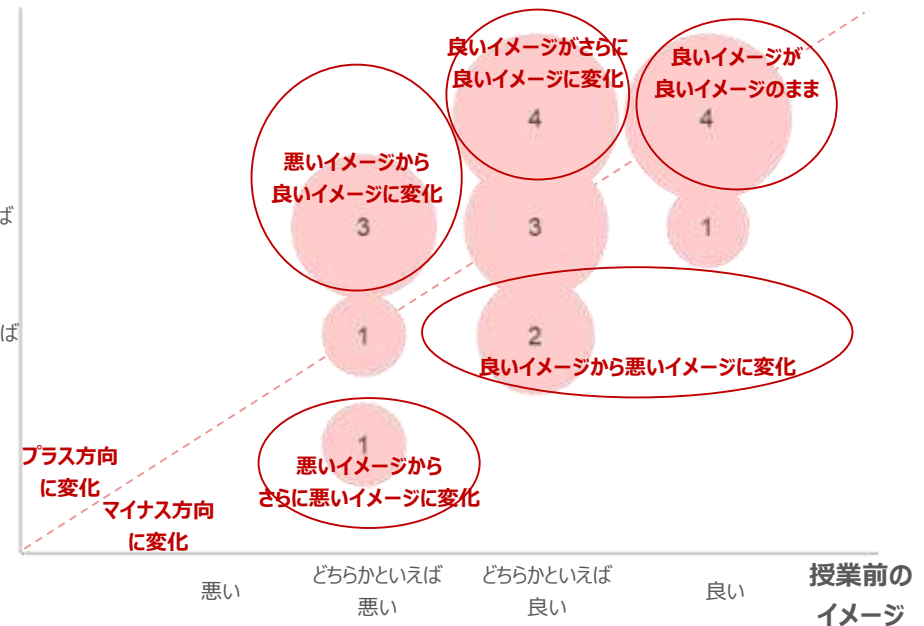 良いイメージがさらに
良いイメージに変化
4
良いイメージが
良いイメージのまま
4
悪いイメージから
良いイメージに変化
3
3
1
ば
ば
1
2
良いイメージから悪いイメージに変化
1
悪いイメージから
さらに悪いイメージに変化
プラス方向
に変化
マイナス方向
に変化
悪い
どちらかといえば
悪い
どちらかといえば
良い
良い
授業前の
イメージ